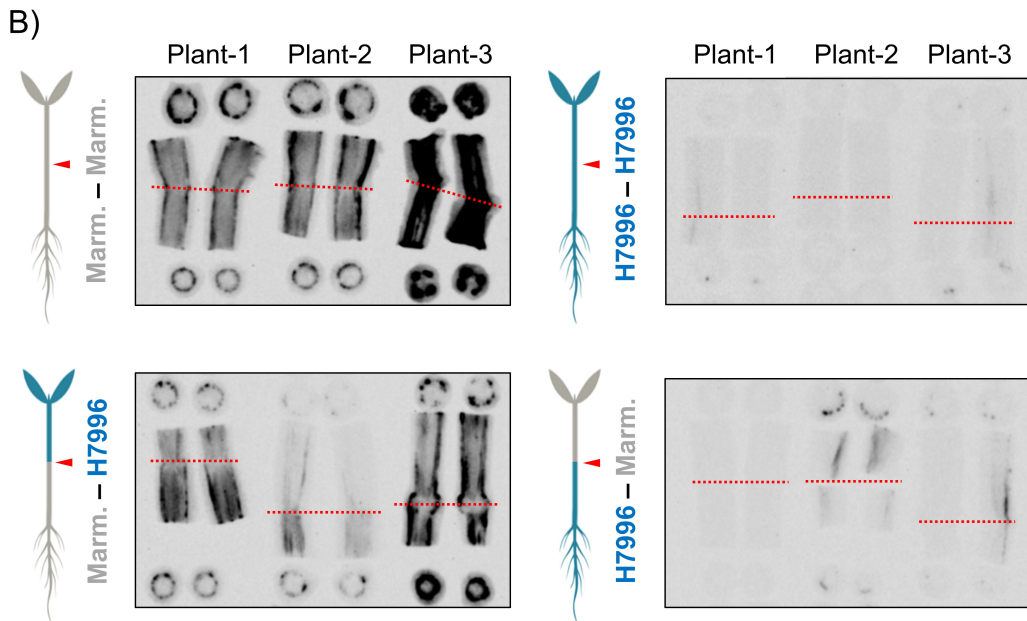 B)
Plant-1 Plant-2 Plant-3
Marm. – Marm.
Plant-1 Plant-2 Plant-3
H7996 – H7996
Marm. – H7996
H7996 – Marm.